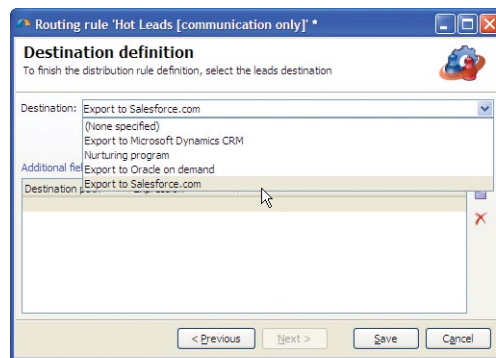 Routing rule 'Hot Leads [communication only]' *
Destination definition
To finish the distribution rule definition, select the leads destination
Destination: Export to Salesforce.com
(None specified)
Export to Microsoft Dynamics CRM
Nurturing program
Additional fie
Export to Oracle on demand
Export to Salesforce.com
Destination
< Previous
Next >
Save
Cancel